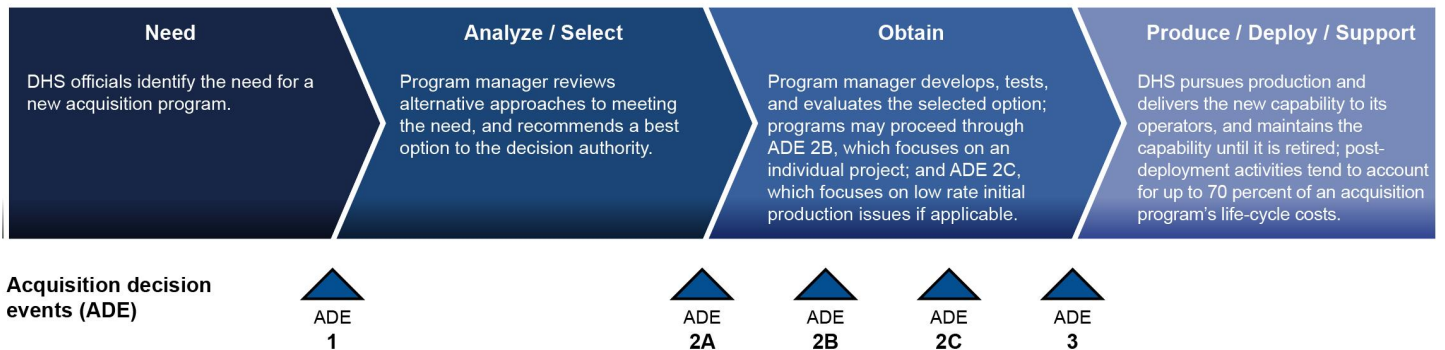 Need
DHS officials identify the need for a
new acquisition program.
Analyze / Select
Program manager reviews
alternative approaches to meeting
the need, and recommends a best
option to the decision authority.
Obtain
Program manager develops, tests,
and evaluates the selected option;
programs may proceed through
ADE 2B, which focuses on an
individual project; and ADE 2C,
which focuses on low rate initial
production issues if applicable.
Produce / Deploy / Support
DHS pursues production and
delivers the new capability to its
operators, and maintains the
capability until it is retired; post-
deployment activities tend to account
for up to 70 percent of an acquisition
program's life-cycle costs.
Acquisition decision
events (ADE)
ADE
1
ADE
2A
ADE
2B
ADE
2C
ADE
3